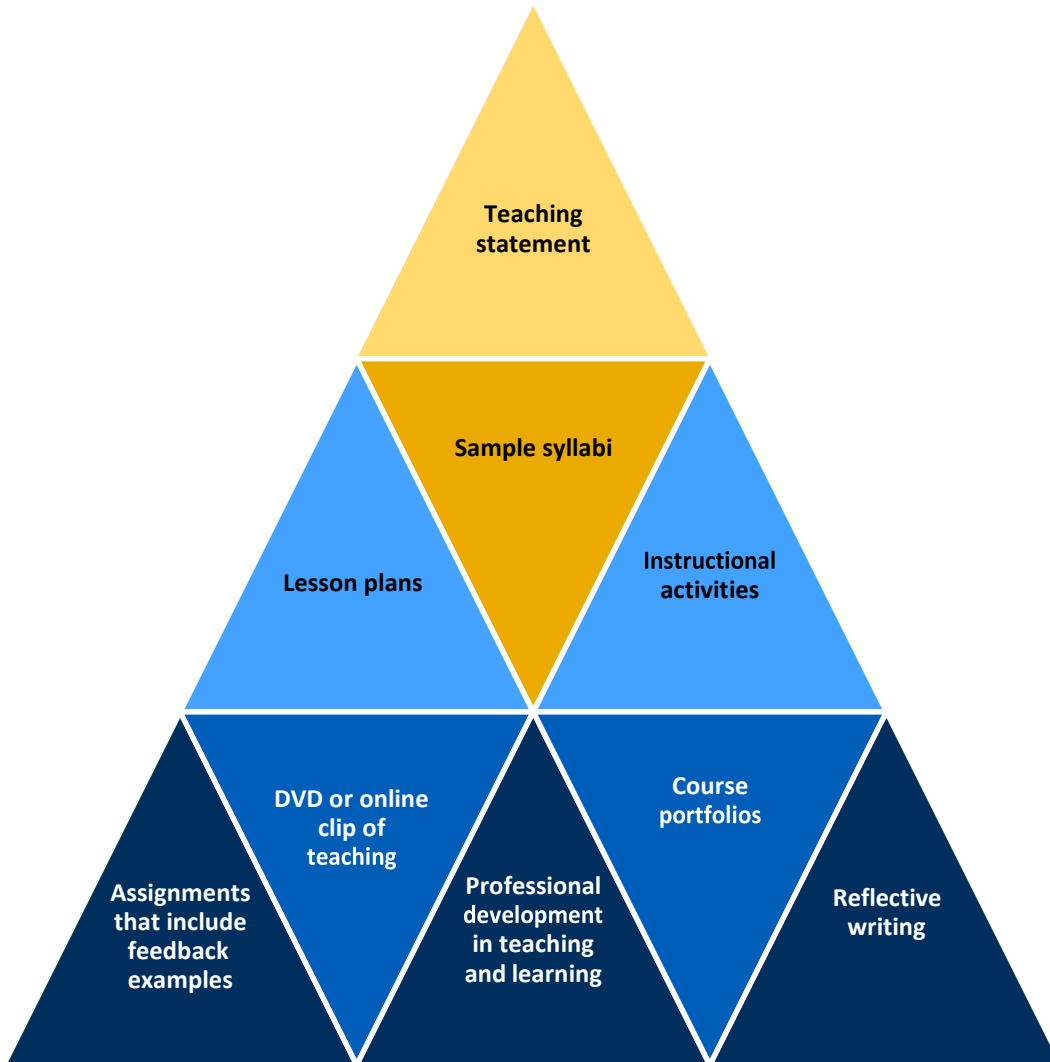 Teaching
statement
Sample syllabi
Lesson plans
Instructional
activities
DVD or online
clip of
teaching
Course
portfolios
Assignments
that include
feedback
examples
Professional
development
in teaching
and learning
Reflective
writing